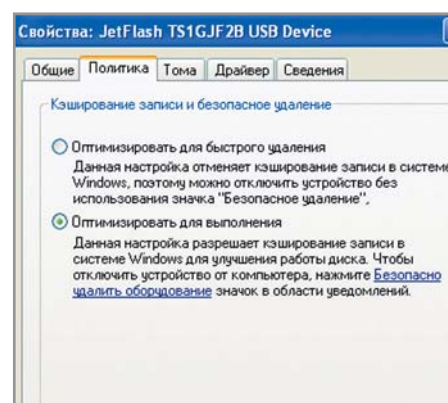 Свойства: JetFlash TS1GJF2B USB Device
Общие Политика Тома Драйвер Сведения
Кэширование записи и безопасное удаление
Оптимизировать для быстрого удаления
Данная настройка отменяет кэширование записи в системе
Windows, поэтому можно отключить устройство без
использования значка "Безопасное удаление",
Оптимизировать для выполнения
Данная настройка разрешает кэширование записи в
системе Windows для улучшения работы диска. Чтобы
отключить устройство от компьютера, нажмите Безопасно
удалить оборудование значок в области уведомлений.